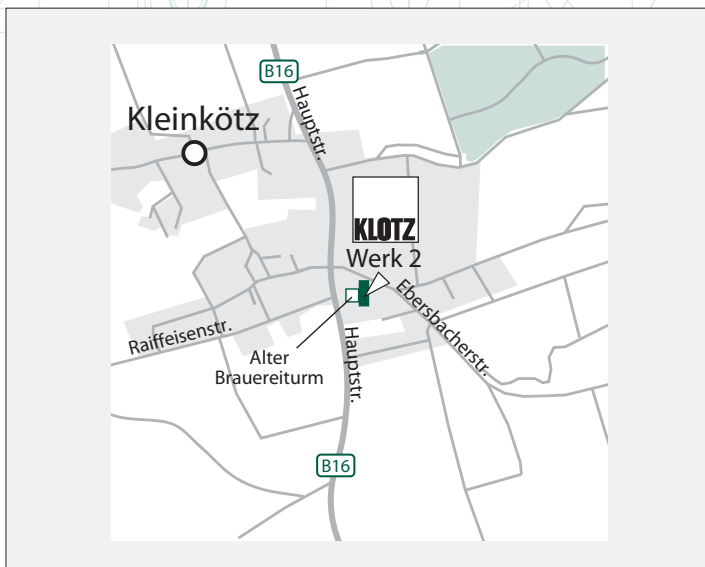 B16
Hauptstr.
Kleinkötz
KLOTZ
Werk 2
Ebersbacherstr.
Raiffeisenstr.
Alter
Brauereiturm
Hauptstr.
B16